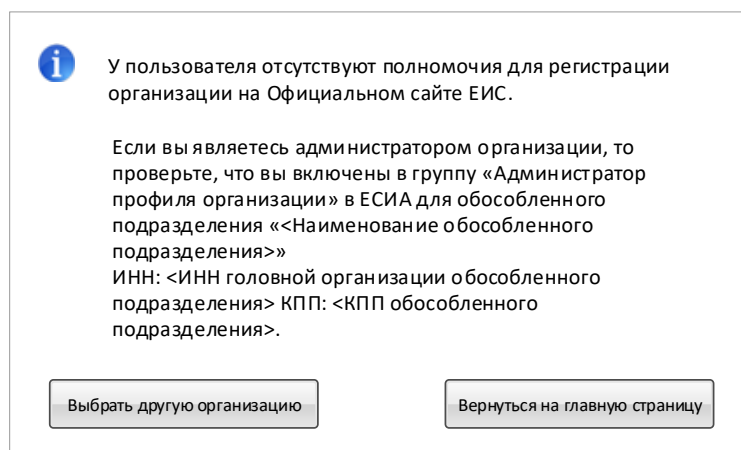 У пользователя отсутствуют полномочия для регистрации
организации на Официальном сайте ЕИС.
Если вы являетесь администратором организации, то
проверьте, что вы включены в группу «Администратор
профиля организации» в ЕСИА для обособленного
подразделения «<Наименование обособленного
подразделения>»
ИНН: <ИНН головной организации обособленного
подразделения> КПП: <КПП обособленного
подразделения>.
Выбрать другую организацию
Вернуться на главную страницу